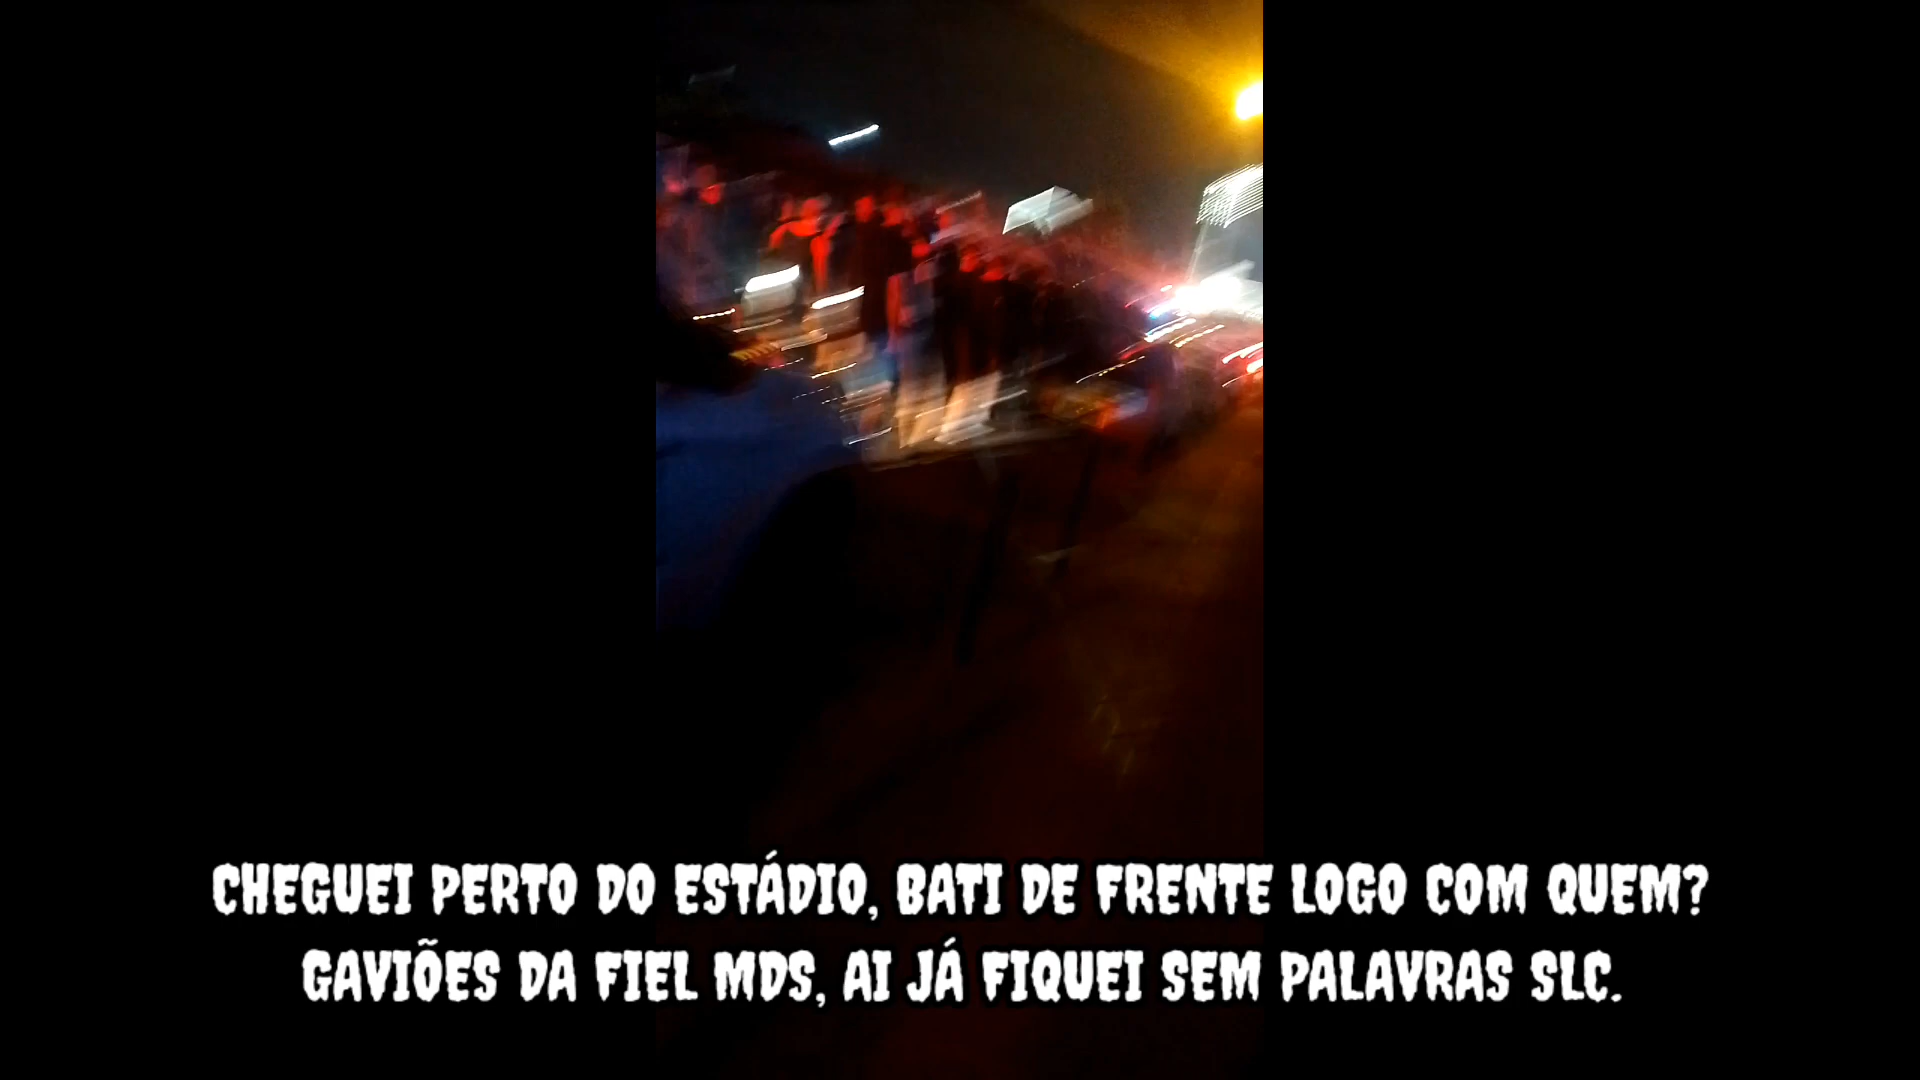 CHEGUEI PERTO DO ESTÁDIO, BATI DE FRENTE LOGO COM QUEM?
GAVIÕES DA FIEL MDS, AI JÁ FIQUEI SEM PALAVRAS SLC.